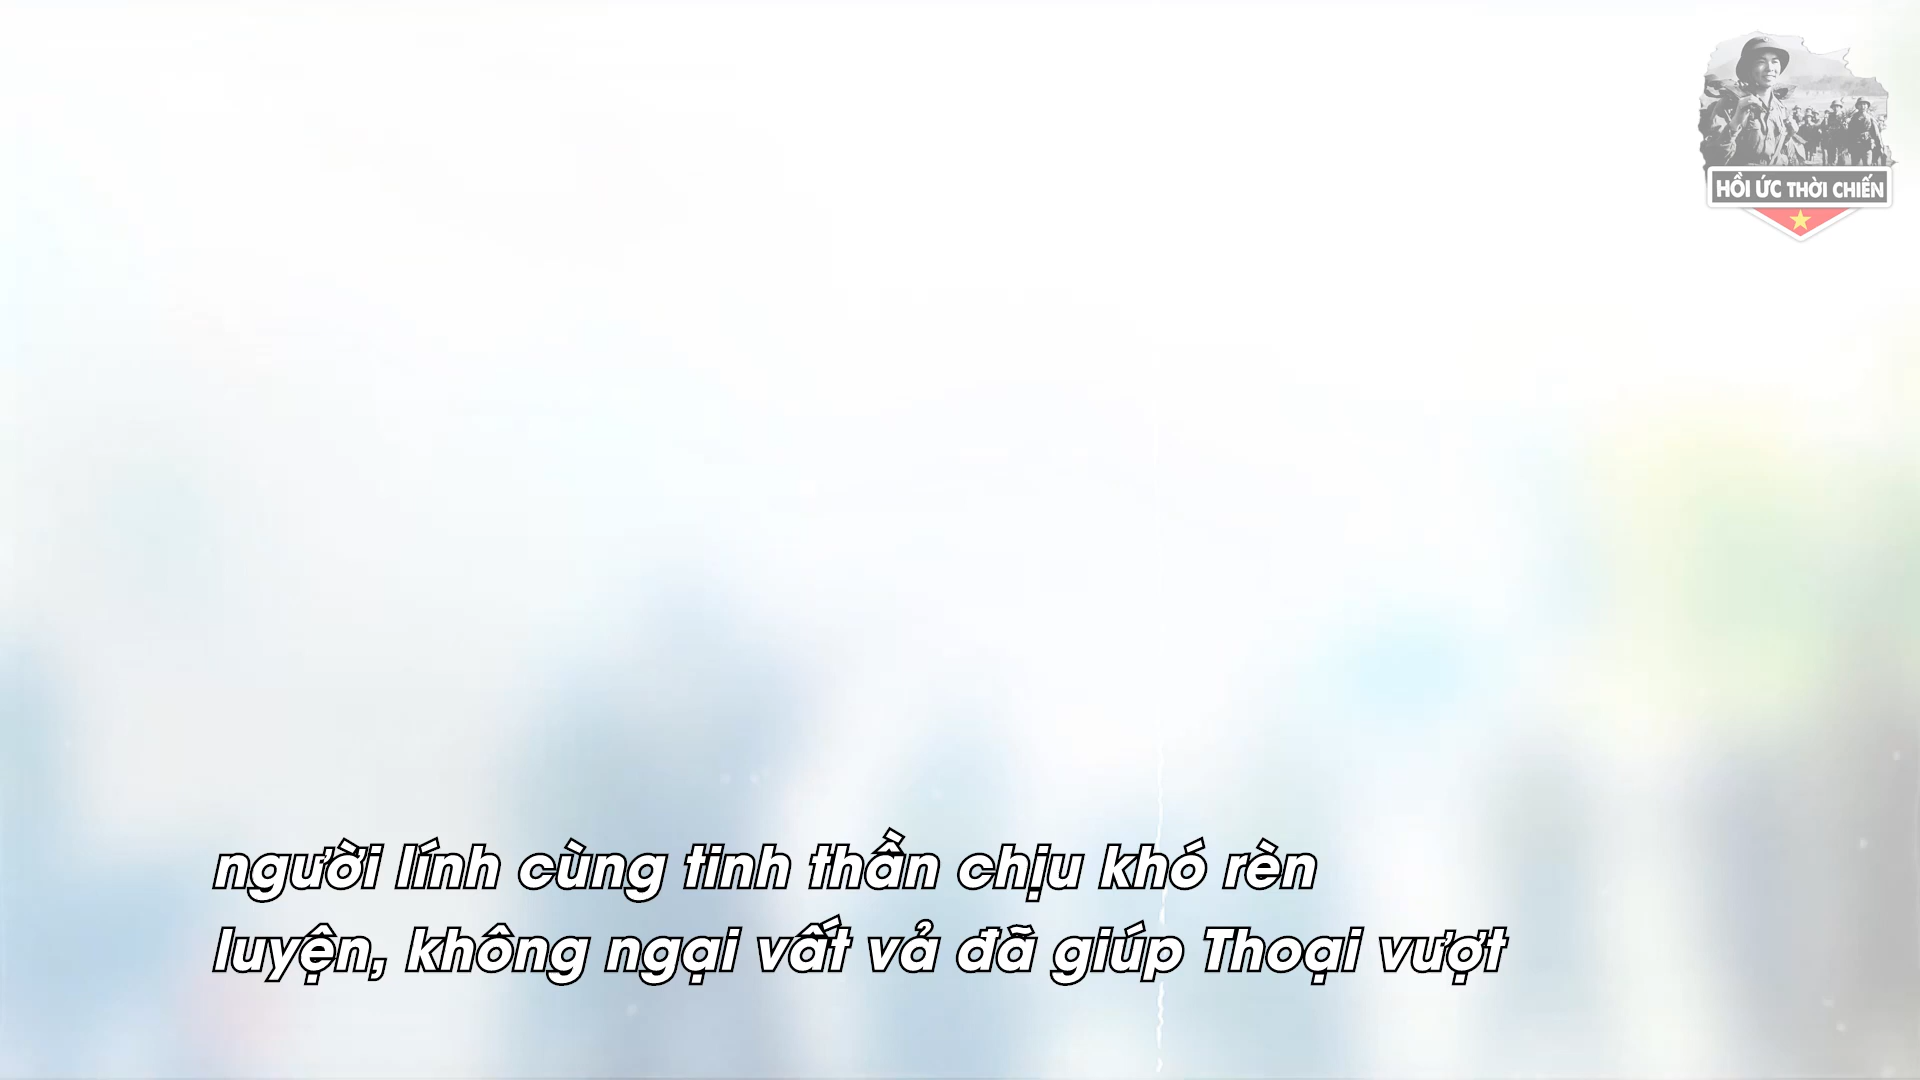 HỒI ỨC THỜI CHIẾN
người lính cùng tinh thần chịu khó rèn
luyện, không ngại vất vả đã giúp Thoại vượt